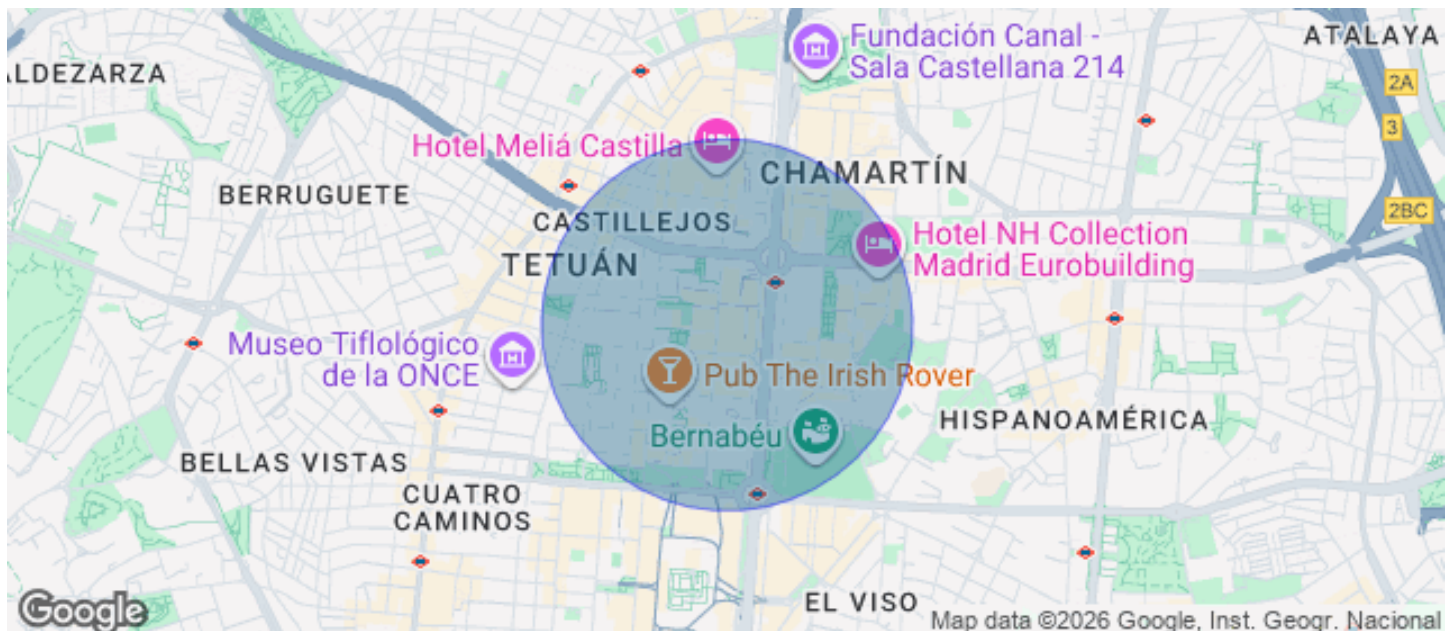 Fundación Canal -
Sala Castellana 214
ATALAYA
ALDEZARZA
2A
3
Hotel Meliá Castilla
CHAMARTÍN
BERRUGUETE
2BC
CASTILLEJOS
Hotel NH Collection
Madrid Eurobuilding
TETUÁN
Museo Tiflológico
de la ONCE
Pub The Irish Rover
HISPANOAMÉRICA
Bernabéu
BELLAS VISTAS
CUATRO
CAMINOS
EL VISO
Google
Map data ©2026 Google, Inst. Geogr. Nacional